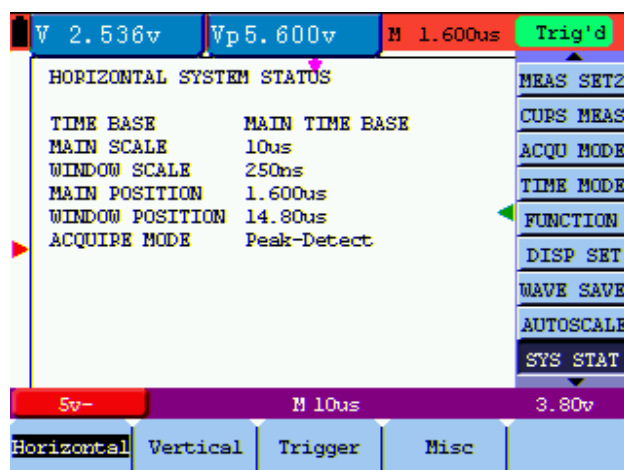 V 2.536v Vp 5.600v M 1.600us Trig'd
HORIZONTAL SYSTEM STATUS
TIME BASE MAIN TIME BASE
MAIN SCALE 10us
WINDOW SCALE 250ns
MAIN POSITION 1.600us
WINDOW POSITION 14.80us
ACQUIRE MODE Peak-Detect
MEAS SET2
CURS MEAS
ACQU MODE
TIME MODE
FUNCTION
DISP SET
WAVE SAVE
AUTOSCALE
SYS STAT
5v- M 10us 3.80v
Horizontal Vertical Trigger Misc